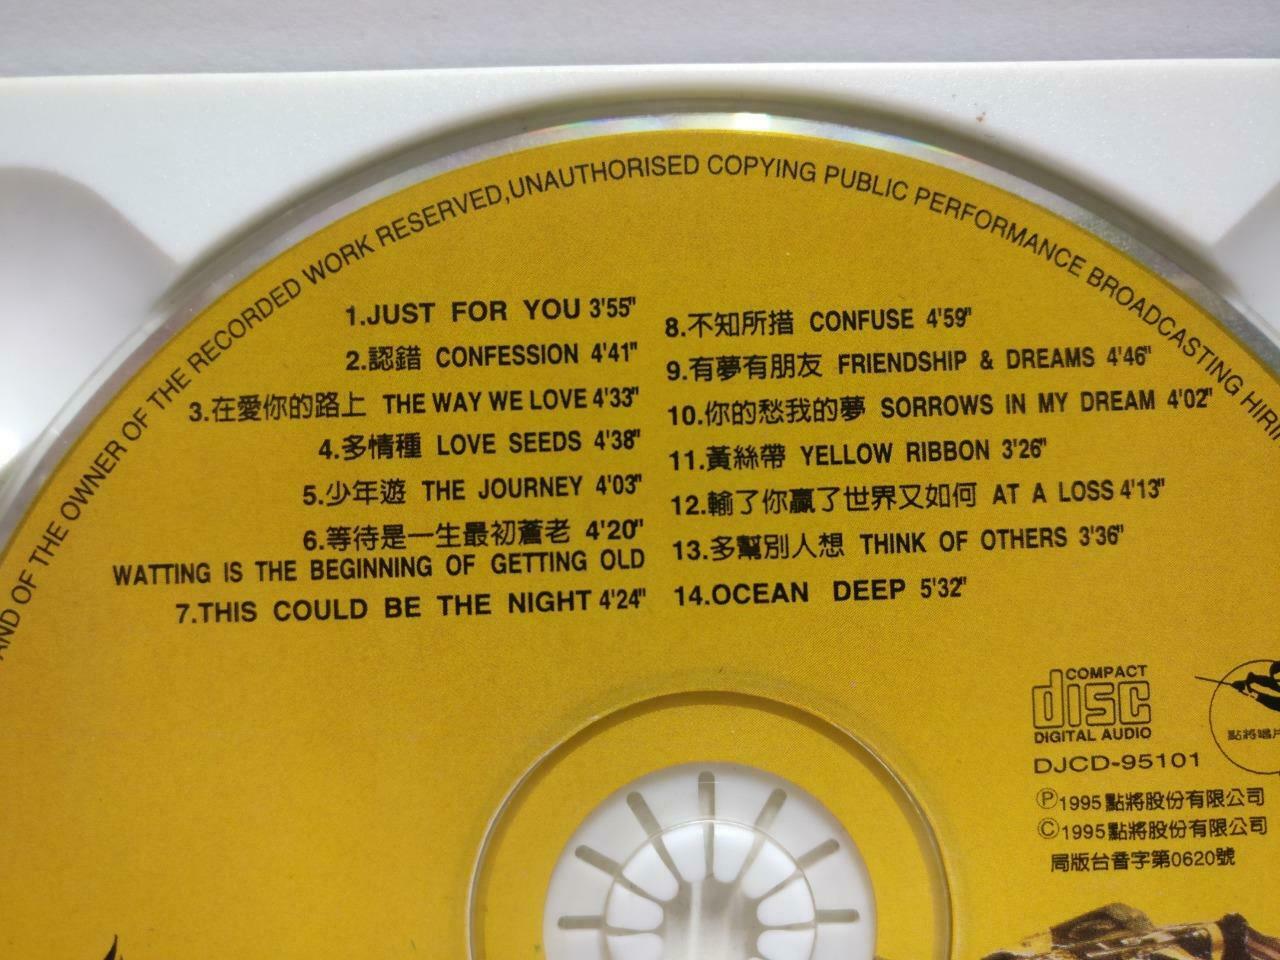 AND OF THE OWNER OF THE RECORDED WORK RESERVED,UNAUTHORISED COPYING PUBLIC PERFORMANCE BROADCASTING HIRIN
1.JUST FOR YOU 3'55"
2.認錯 CONFESSION 4'41"
3.在愛你的路上 THE WAY WE LOVE 4'33"
4.多情種 LOVE SEEDS 4'38"
5.少年遊 THE JOURNEY 4'03"
6.等待是一生最初蒼老 4'20"
WATTING IS THE BEGINNING OF GETTING OLD
7.THIS COULD BE THE NIGHT 4'24"
8.不知所措 CONFUSE 4'59"
9.有夢有朋友 FRIENDSHIP & DREAMS 4'46"
10.你的愁我的夢 SORROWS IN MY DREAM 4'02"
11.黃絲帶 YELLOW RIBBON 3'26"
12.輸了你贏了世界又如何 AT A LOSS 4'13"
13.多幫別人想 THINK OF OTHERS 3'36"
14.OCEAN DEEP 5'32"
COMPACT
disc
DIGITAL AUDIO
DJCD-95101
點將唱片
Ⓟ1995點將股份有限公司
©1995點將股份有限公司
局版台音字第0620號